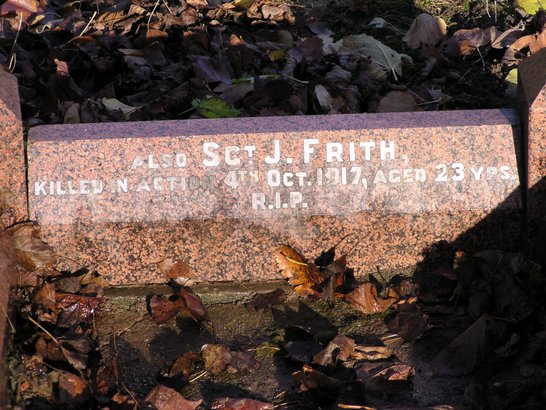 ALSO SGT J. FRITH,
KILLED IN ACTION 4TH OCT. 1917, AGED 23 YRS.
R.I.P.